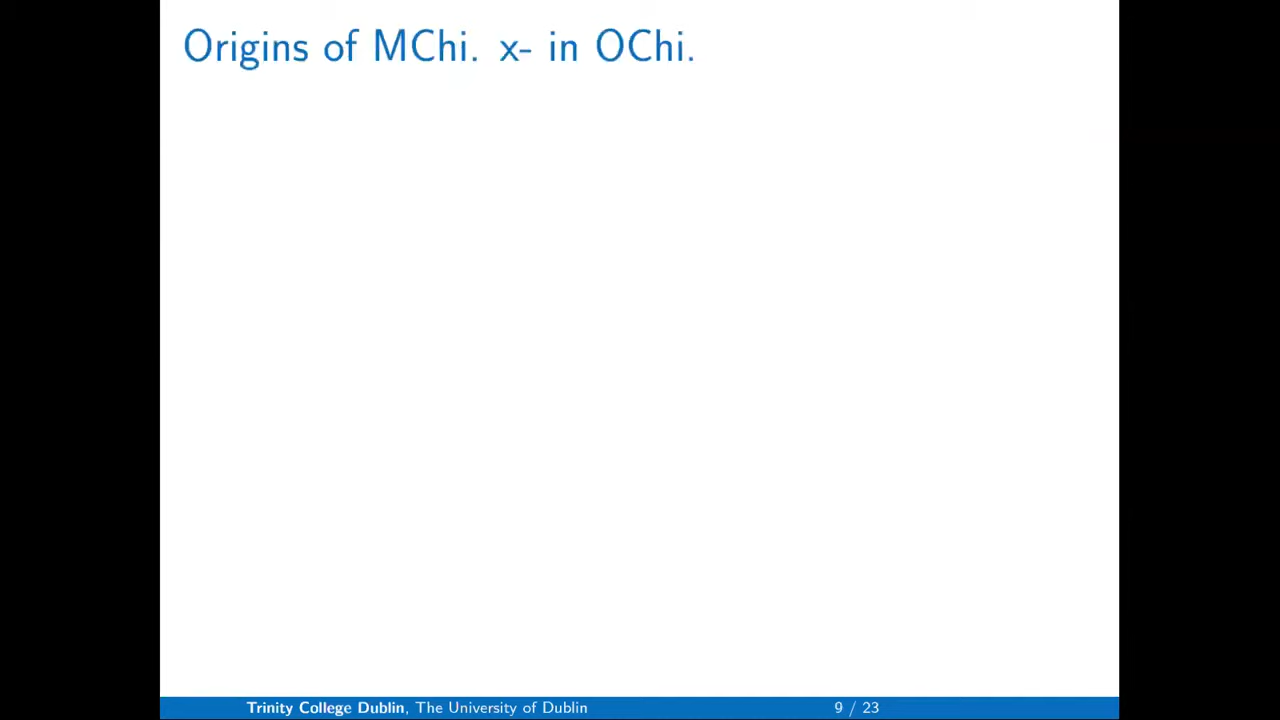 Origins of MChi. x- in OChi.
Trinity College Dublin, The University of Dublin 9 / 23